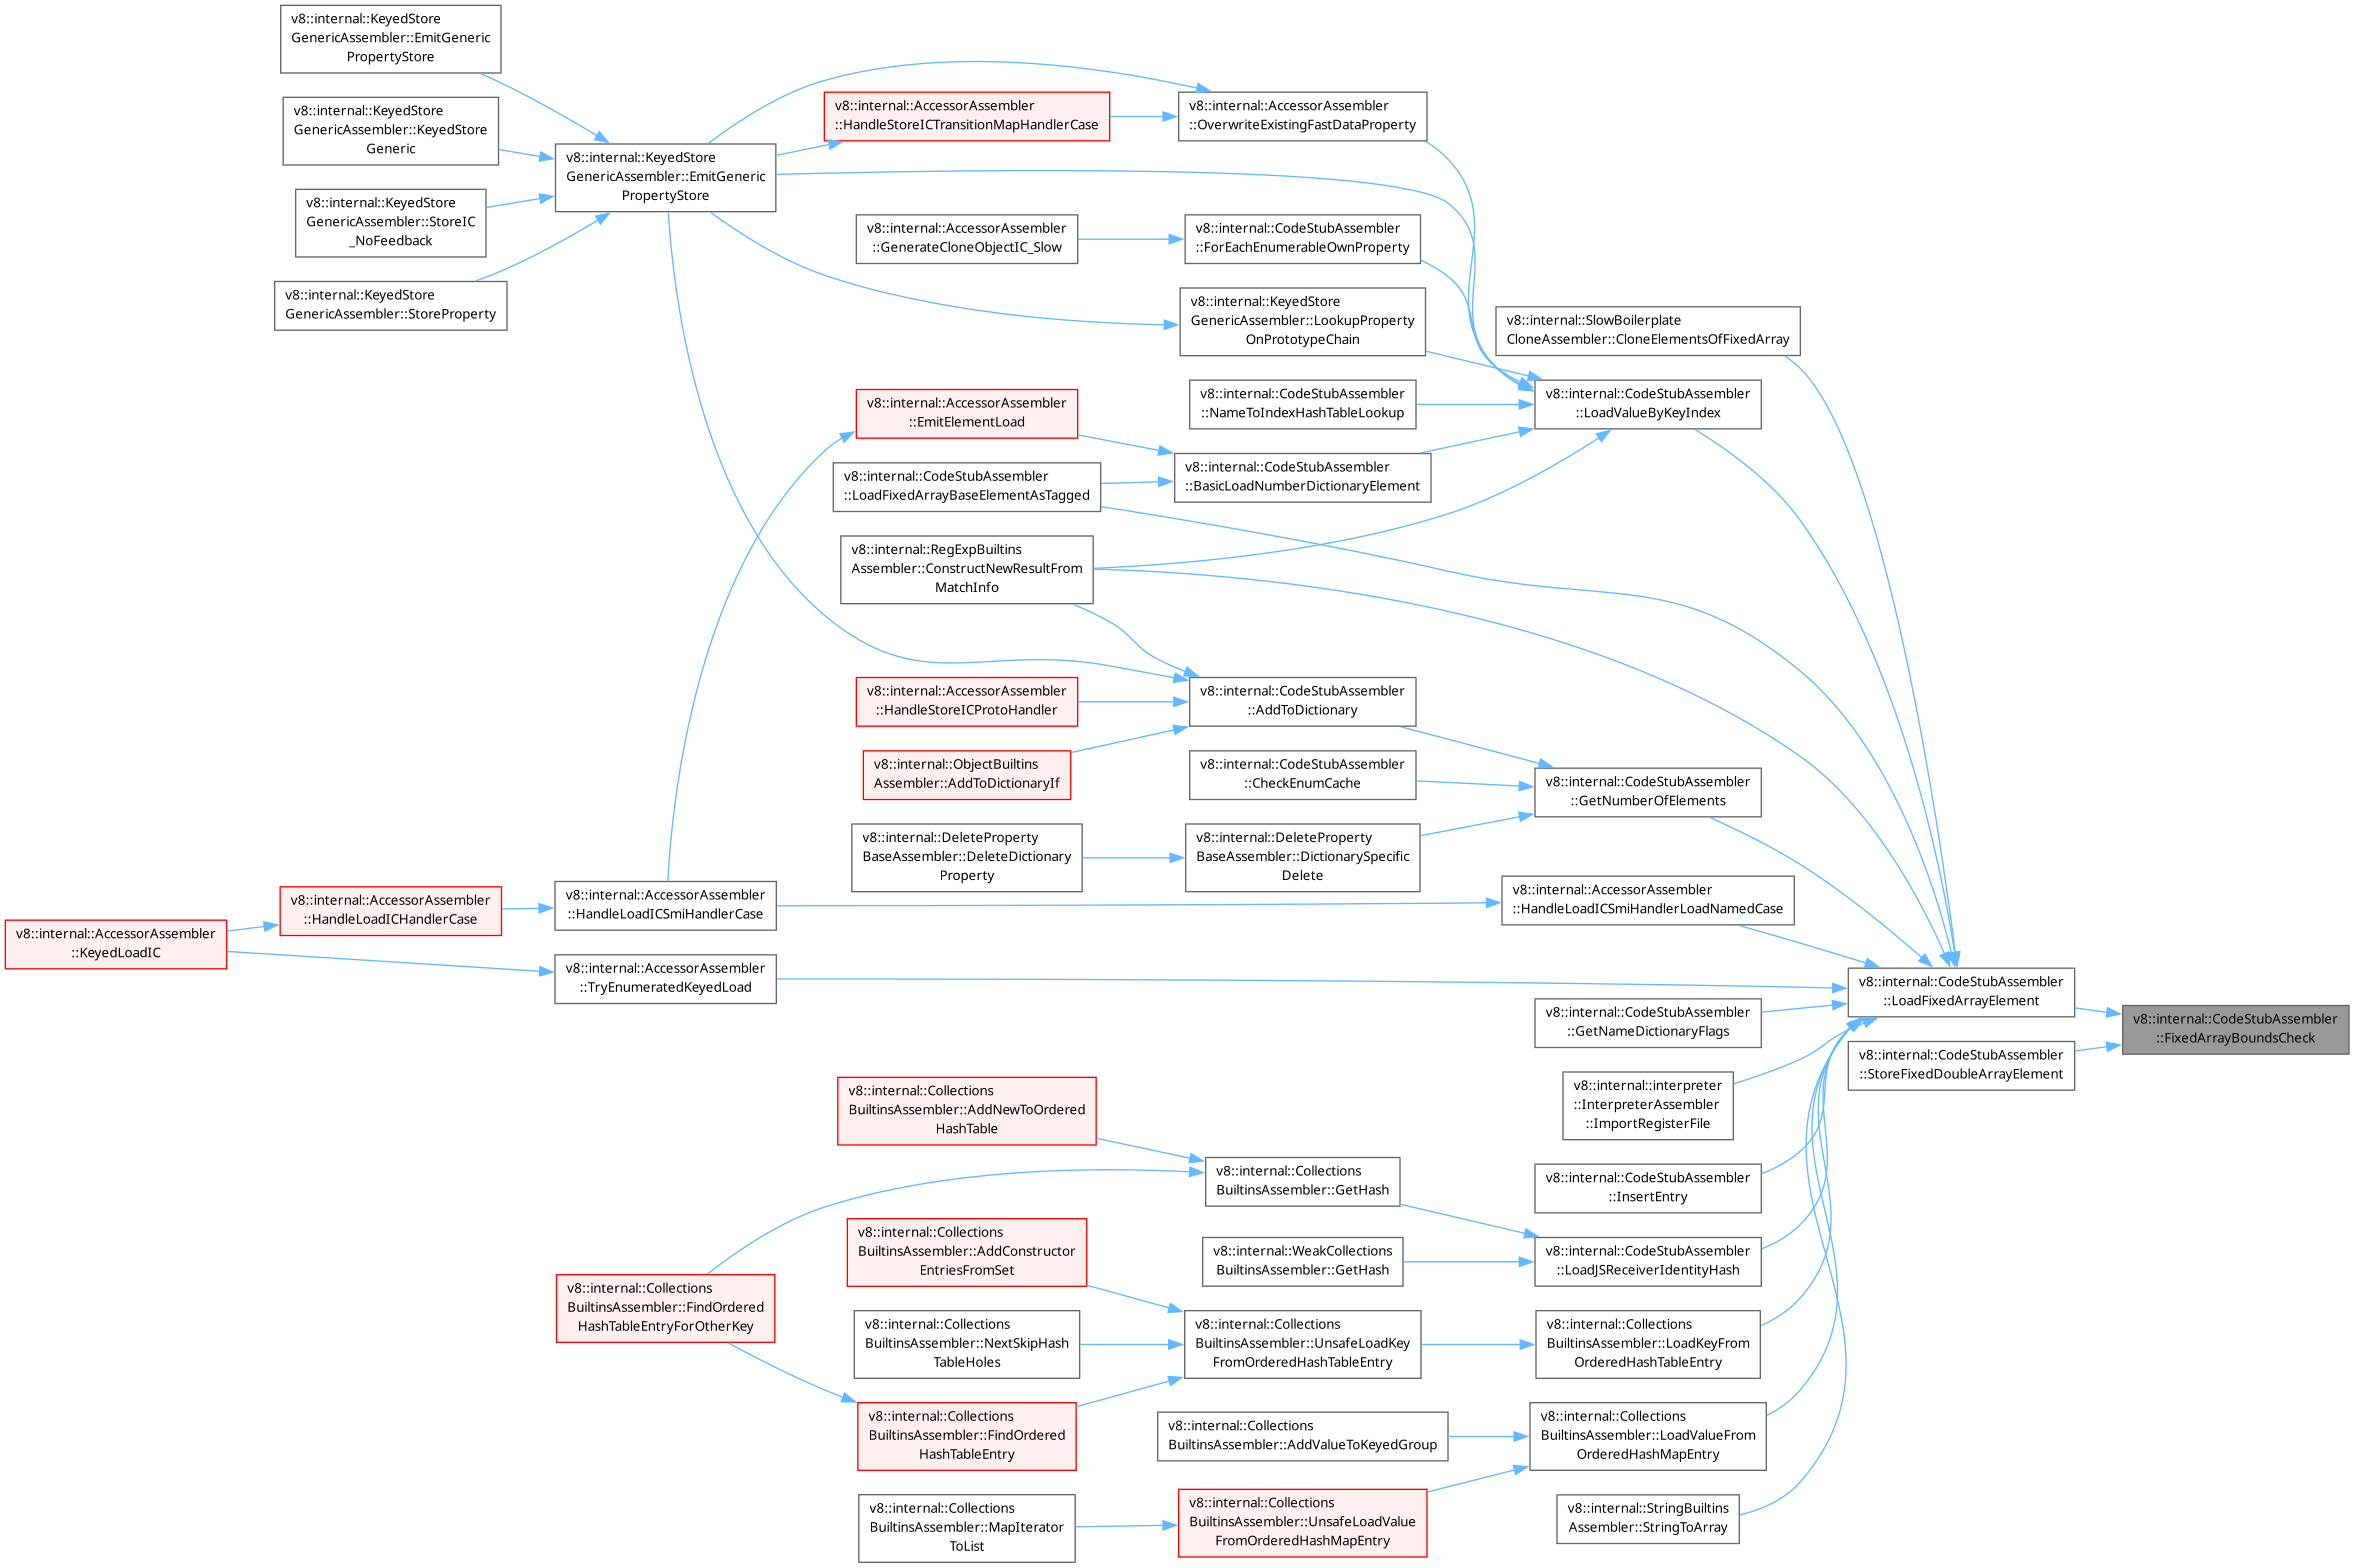 v8::internal::KeyedStore
GenericAssembler::EmitGeneric
PropertyStore
v8::internal::KeyedStore
GenericAssembler::KeyedStore
Generic
v8::internal::KeyedStore
GenericAssembler::StoreIC
_NoFeedback
v8::internal::KeyedStore
GenericAssembler::StoreProperty
v8::internal::KeyedStore
GenericAssembler::EmitGeneric
PropertyStore
v8::internal::AccessorAssembler
::HandleStoreICTransitionMapHandlerCase
v8::internal::AccessorAssembler
::OverwriteExistingFastDataProperty
v8::internal::AccessorAssembler
::GenerateCloneObjectIC_Slow
v8::internal::CodeStubAssembler
::ForEachEnumerableOwnProperty
v8::internal::KeyedStore
GenericAssembler::LookupProperty
OnPrototypeChain
v8::internal::SlowBoilerplate
CloneAssembler::CloneElementsOfFixedArray
v8::internal::AccessorAssembler
::EmitElementLoad
v8::internal::CodeStubAssembler
::NameToIndexHashTableLookup
v8::internal::CodeStubAssembler
::LoadValueByKeyIndex
v8::internal::CodeStubAssembler
::LoadFixedArrayBaseElementAsTagged
v8::internal::CodeStubAssembler
::BasicLoadNumberDictionaryElement
v8::internal::RegExpBuiltins
Assembler::ConstructNewResultFrom
MatchInfo
v8::internal::AccessorAssembler
::HandleStoreICProtoHandler
v8::internal::CodeStubAssembler
::AddToDictionary
v8::internal::ObjectBuiltins
Assembler::AddToDictionaryIf
v8::internal::CodeStubAssembler
::CheckEnumCache
v8::internal::CodeStubAssembler
::GetNumberOfElements
v8::internal::DeleteProperty
BaseAssembler::DeleteDictionary
Property
v8::internal::DeleteProperty
BaseAssembler::DictionarySpecific
Delete
v8::internal::AccessorAssembler
::KeyedLoadIC
v8::internal::AccessorAssembler
::HandleLoadICHandlerCase
v8::internal::AccessorAssembler
::HandleLoadICSmiHandlerCase
v8::internal::AccessorAssembler
::HandleLoadICSmiHandlerLoadNamedCase
v8::internal::AccessorAssembler
::TryEnumeratedKeyedLoad
v8::internal::CodeStubAssembler
::LoadFixedArrayElement
v8::internal::CodeStubAssembler
::FixedArrayBoundsCheck
v8::internal::CodeStubAssembler
::GetNameDictionaryFlags
v8::internal::CodeStubAssembler
::StoreFixedDoubleArrayElement
v8::internal::interpreter
::InterpreterAssembler
::ImportRegisterFile
v8::internal::Collections
BuiltinsAssembler::AddNewToOrdered
HashTable
v8::internal::Collections
BuiltinsAssembler::GetHash
v8::internal::CodeStubAssembler
::InsertEntry
v8::internal::Collections
BuiltinsAssembler::AddConstructor
EntriesFromSet
v8::internal::WeakCollections
BuiltinsAssembler::GetHash
v8::internal::CodeStubAssembler
::LoadJSReceiverIdentityHash
v8::internal::Collections
BuiltinsAssembler::FindOrdered
HashTableEntryForOtherKey
v8::internal::Collections
BuiltinsAssembler::NextSkipHash
TableHoles
v8::internal::Collections
BuiltinsAssembler::UnsafeLoadKey
FromOrderedHashTableEntry
v8::internal::Collections
BuiltinsAssembler::LoadKeyFrom
OrderedHashTableEntry
v8::internal::Collections
BuiltinsAssembler::FindOrdered
HashTableEntry
v8::internal::Collections
BuiltinsAssembler::AddValueToKeyedGroup
v8::internal::Collections
BuiltinsAssembler::LoadValueFrom
OrderedHashMapEntry
v8::internal::Collections
BuiltinsAssembler::MapIterator
ToList
v8::internal::Collections
BuiltinsAssembler::UnsafeLoadValue
FromOrderedHashMapEntry
v8::internal::StringBuiltins
Assembler::StringToArray